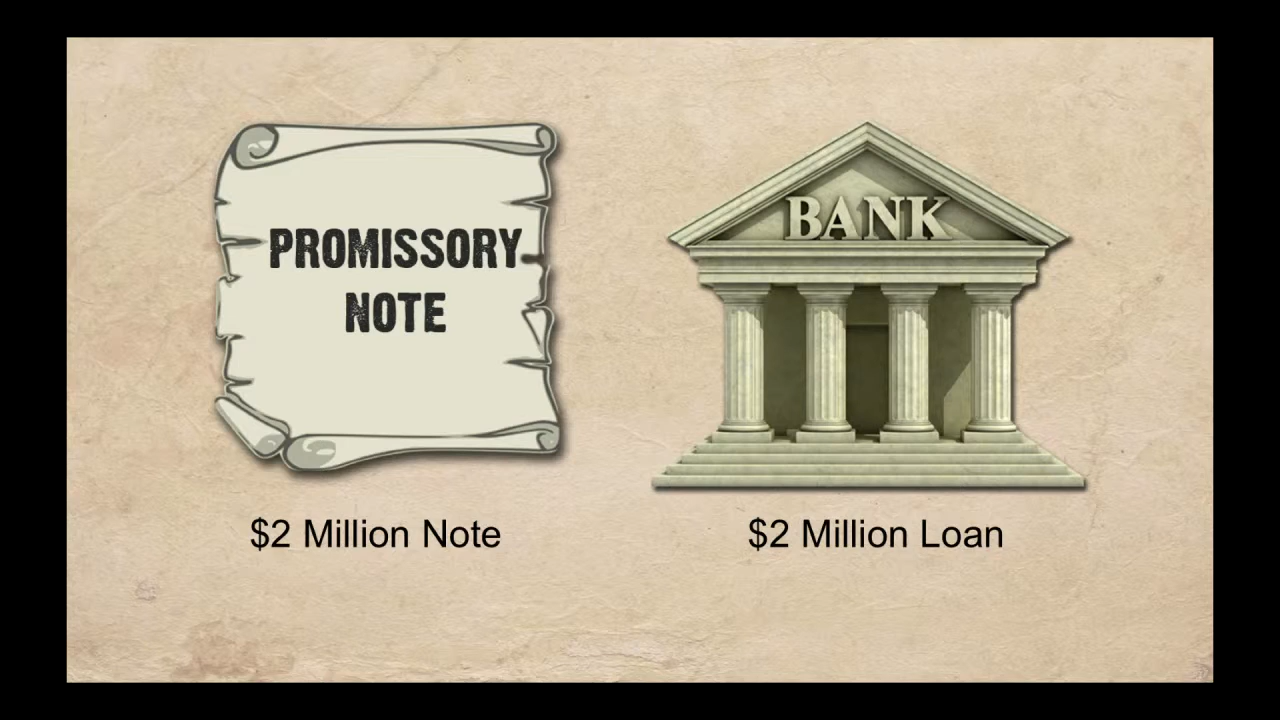 PROMISSORY
NOTE
BANK
$2 Million Note
$2 Million Loan